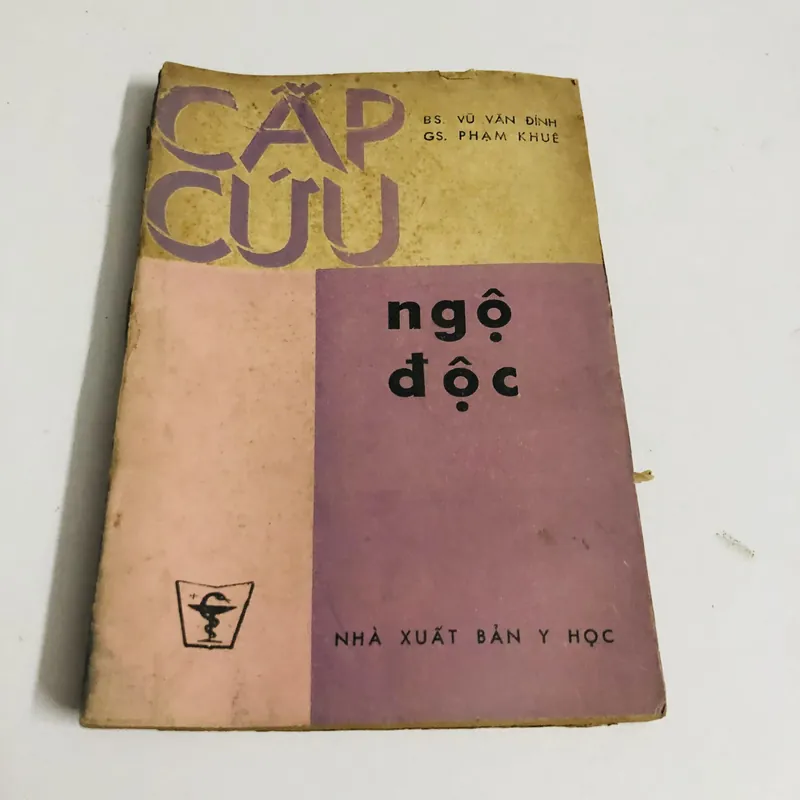 CẤP
CỨU
BS. VŨ VĂN ĐÍNH
GS. PHẠM KHUÊ
ngộ
độc
NHÀ XUẤT BẢN Y HỌC